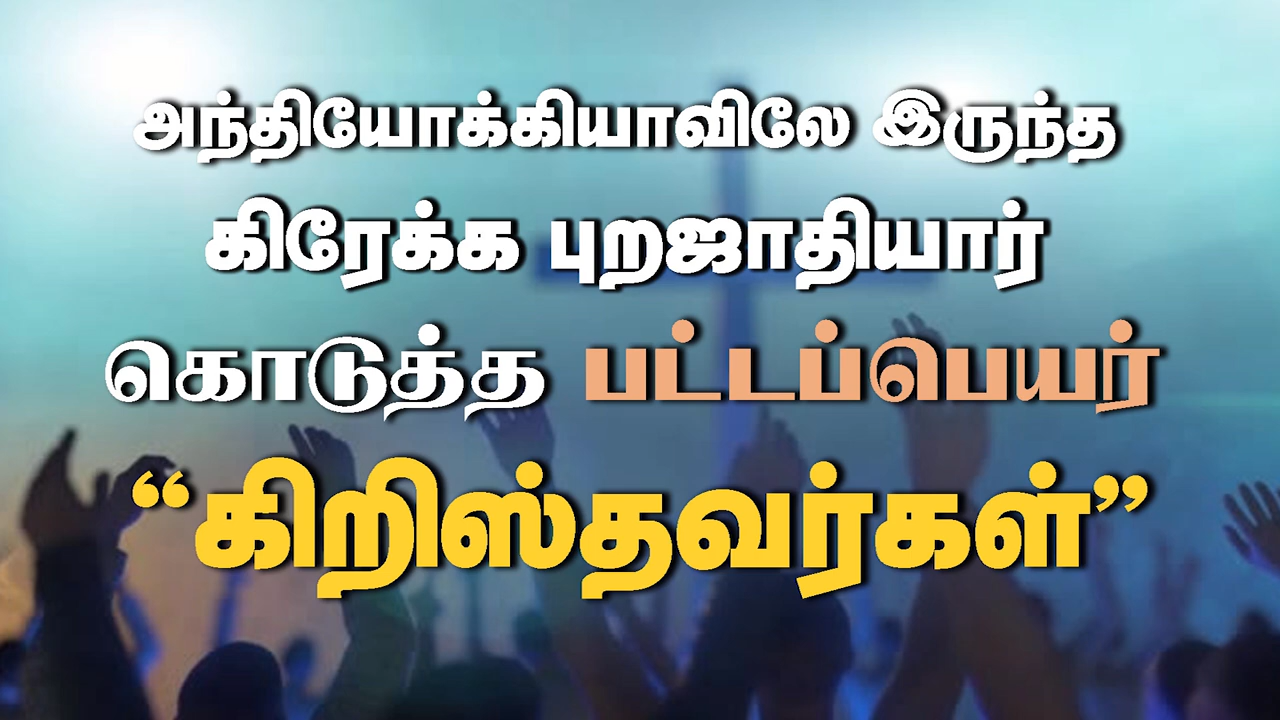 அந்தியோக்கியாவிலே இருந்த
கிரேக்க புறஜாதியார்
கொடுத்த பட்டப்பெயர்
“கிறிஸ்தவர்கள்”